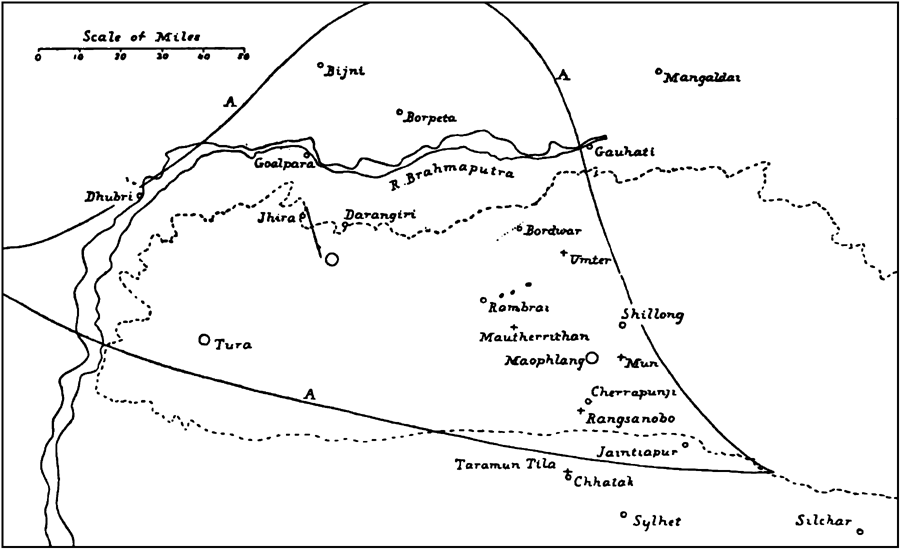 Scale of Miles
0 10 20 30 40 50
Bijni
A
A
Mangaldai
Borpeta
Gauhati
Goalpara
R. Brahmaputra
Dhubri
Jhira
Darangiri
Bordwar
Umter
Rambrai
Shillong
Mautherrithan
Tura
Maophlang
Mun
A
Cherrapunji
Rangsanobo
Jaintiapur
Taramun Tila
Chhatak
Sylhet
Silchar